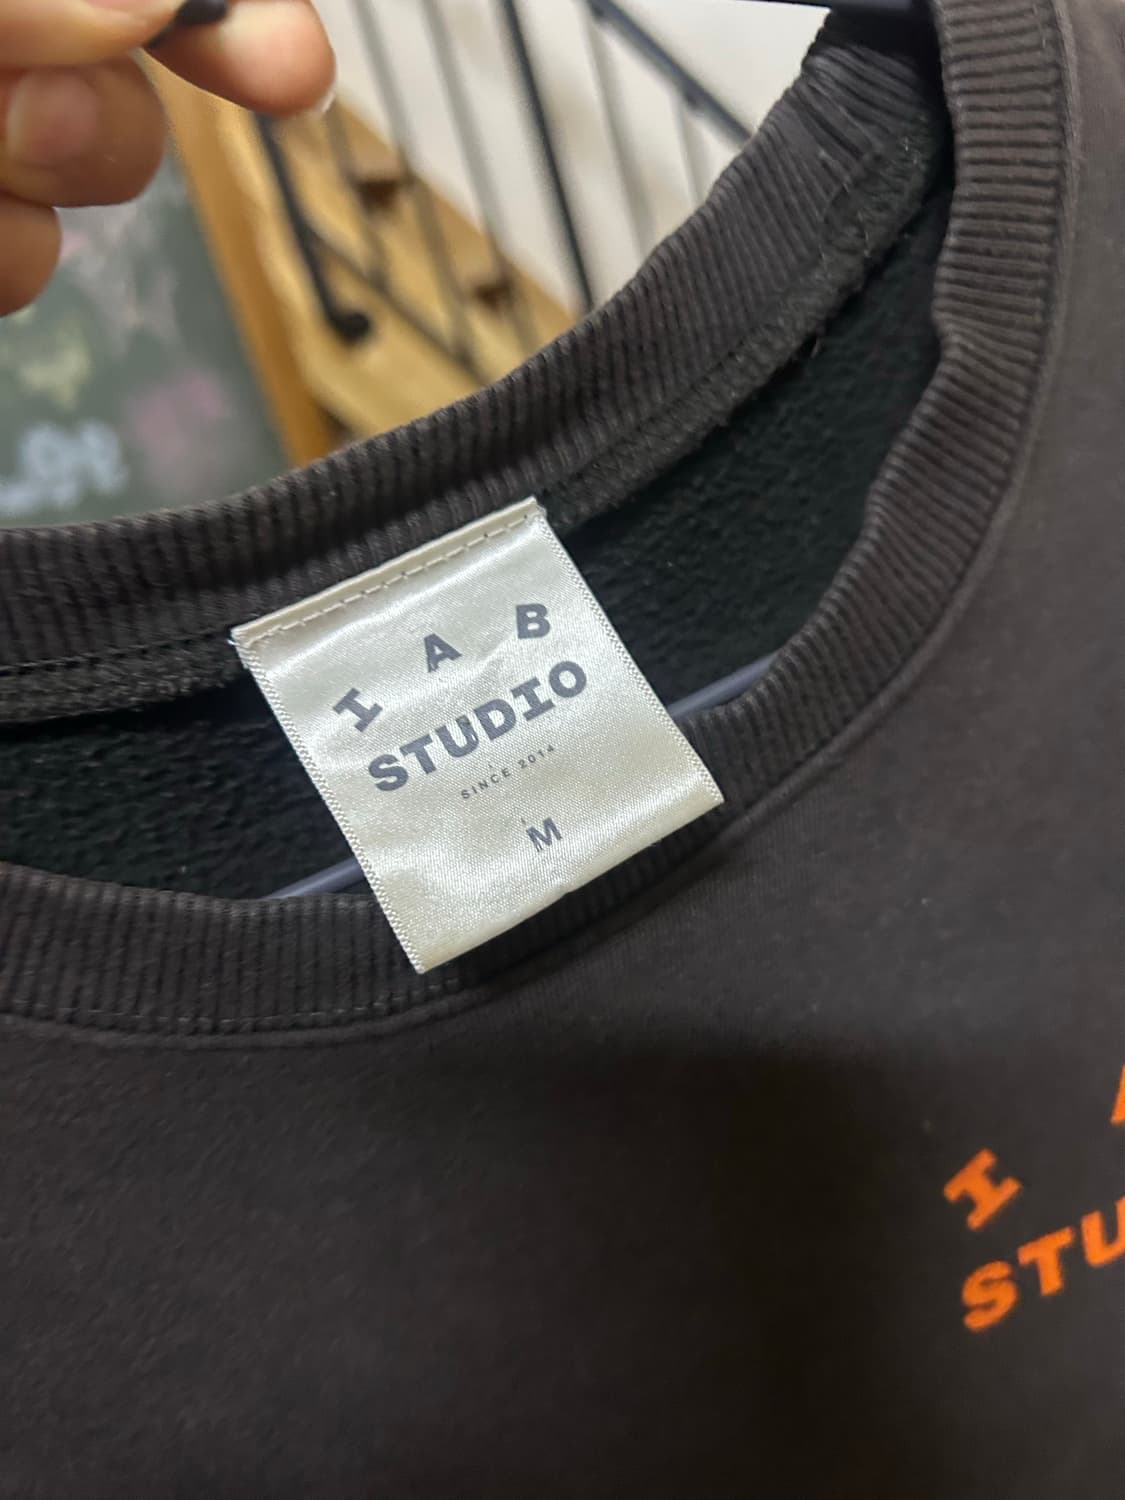 I A B
STUDIO
SINCE 2014
M
I
STU